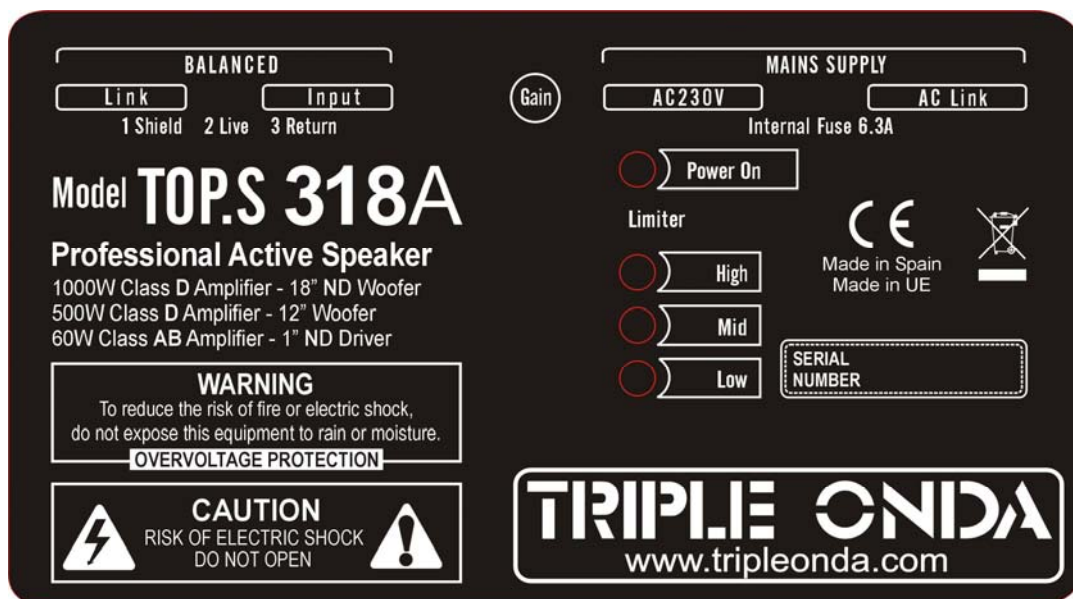 BALANCED
Link Input
1 Shield 2 Live 3 Return
Gain
MAINS SUPPLY
AC230V AC Link
Internal Fuse 6.3A
Model TOP.S 318A
Professional Active Speaker
1000W Class D Amplifier - 18” ND Woofer
500W Class D Amplifier - 12” Woofer
60W Class AB Amplifier - 1” ND Driver
Power On
Limiter
High
Mid
Low
CE
Made in Spain
Made in UE
SERIAL
NUMBER
WARNING
To reduce the risk of fire or electric shock,
do not expose this equipment to rain or moisture.
OVERVOLTAGE PROTECTION
CAUTION
RISK OF ELECTRIC SHOCK
DO NOT OPEN
TRIPLE ONDA
www.tripleonda.com